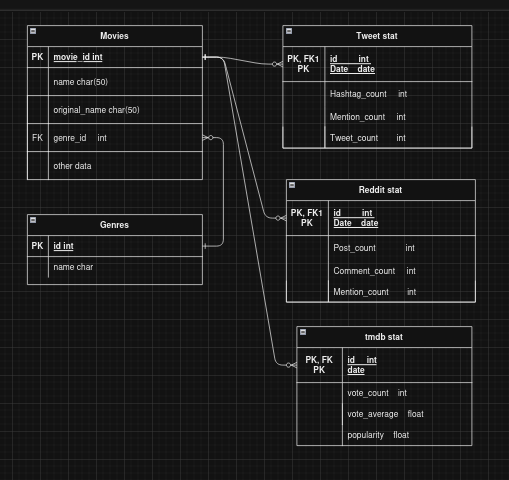 Movies
PK movie_id int
name char(50)
original_name char(50)
FK genre_id int
other data
Genres
PK id int
name char
Tweet stat
PK, FK1 id int
PK Date date
Hashtag_count int
Mention_count int
Tweet_count int
Reddit stat
PK, FK1 id int
PK Date date
Post_count int
Comment_count int
Mention_count int
tmdb stat
PK, FK id int
PK date
vote_count int
vote_average float
popularity float